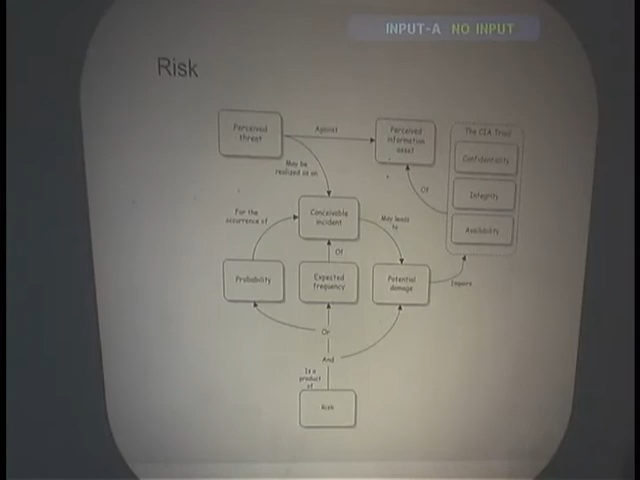 INPUT-A NO INPUT
Risk
Perceived
threat
Against
Perceived
information
asset
The CIA Triad
Confidentiality
Integrity
Availability
May be
realized as an
Of
For the
occurrence of
Conceivable
incident
May leads
to
Of
Probability
Expected
frequency
Potential
damage
Impairs
Or
And
Is a
product
of
Risk